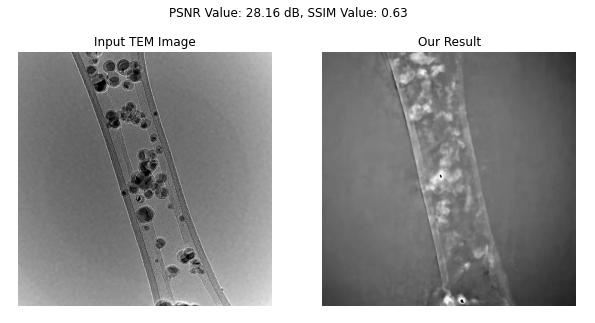 PSNR Value: 28.16 dB, SSIM Value: 0.63
Input TEM Image
Our Result